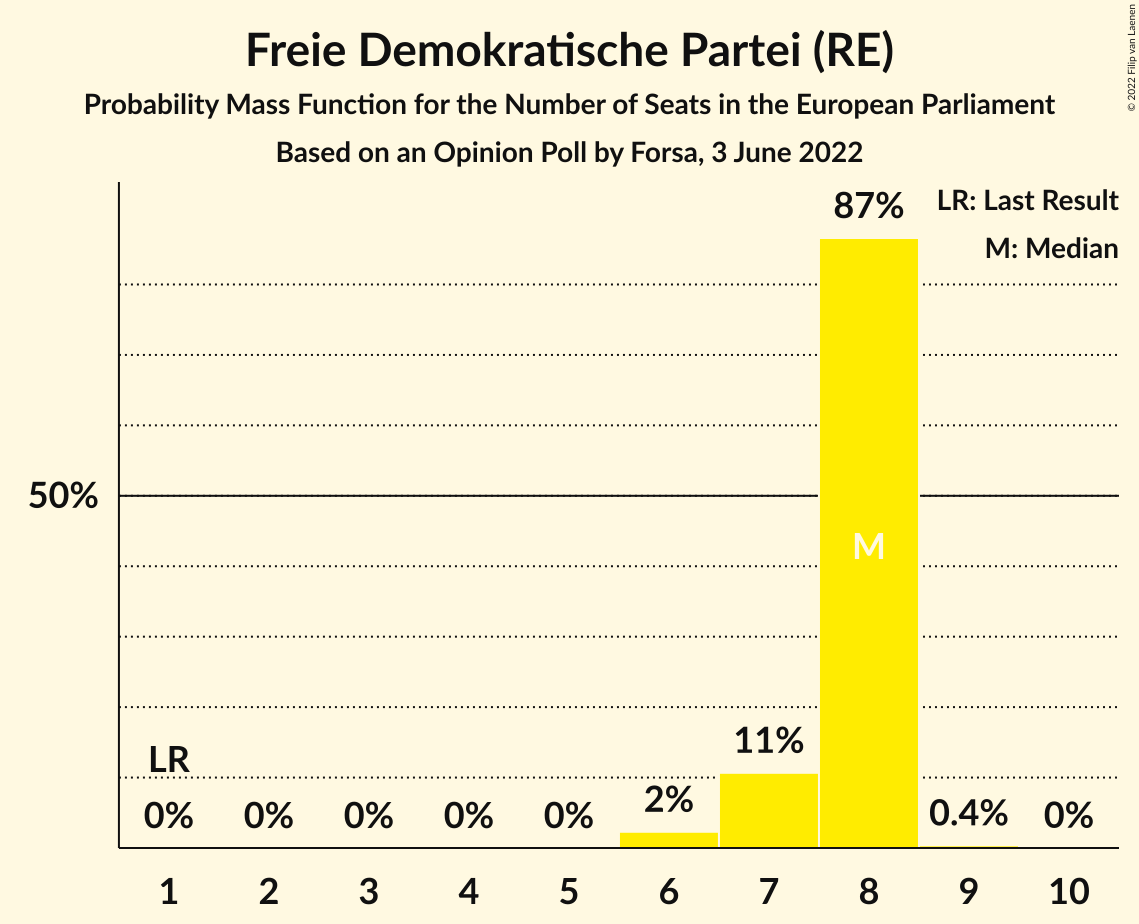 Freie Demokratische Partei (RE)
Probability Mass Function for the Number of Seats in the European Parliament
Based on an Opinion Poll by Forsa, 3 June 2022
© 2022 Filip van Laenen
LR: Last Result
M: Median
87%
50%
M
LR
11%
0% 0% 0% 0% 0% 2% 0.4% 0%
1 2 3 4 5 6 7 8 9 10